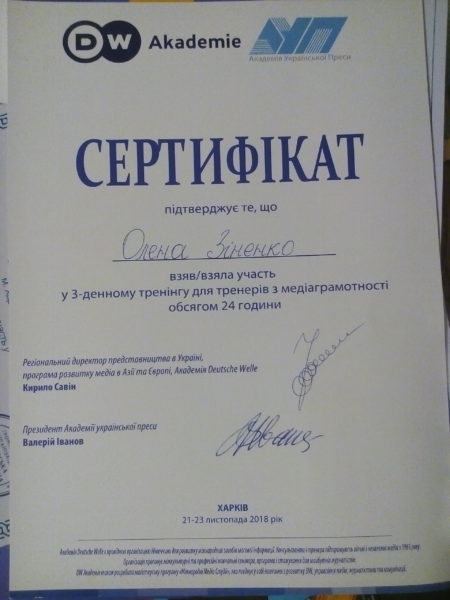 DW Akademie АУП
Академія Української Преси
СЕРТИФІКАТ
підтверджує те, що
Олена Зіненко
взяв/взяла участь
у 3-денному тренінгу для тренерів з медіаграмотності
обсягом 24 години
Регіональний директор представництва в Україні,
програма розвитку медіа в Азії та Європі, Академія Deutsche Welle
Кирило Савін
Президент Академії української преси
Валерій Іванов
ХАРКІВ
21-23 листопада 2018 рік